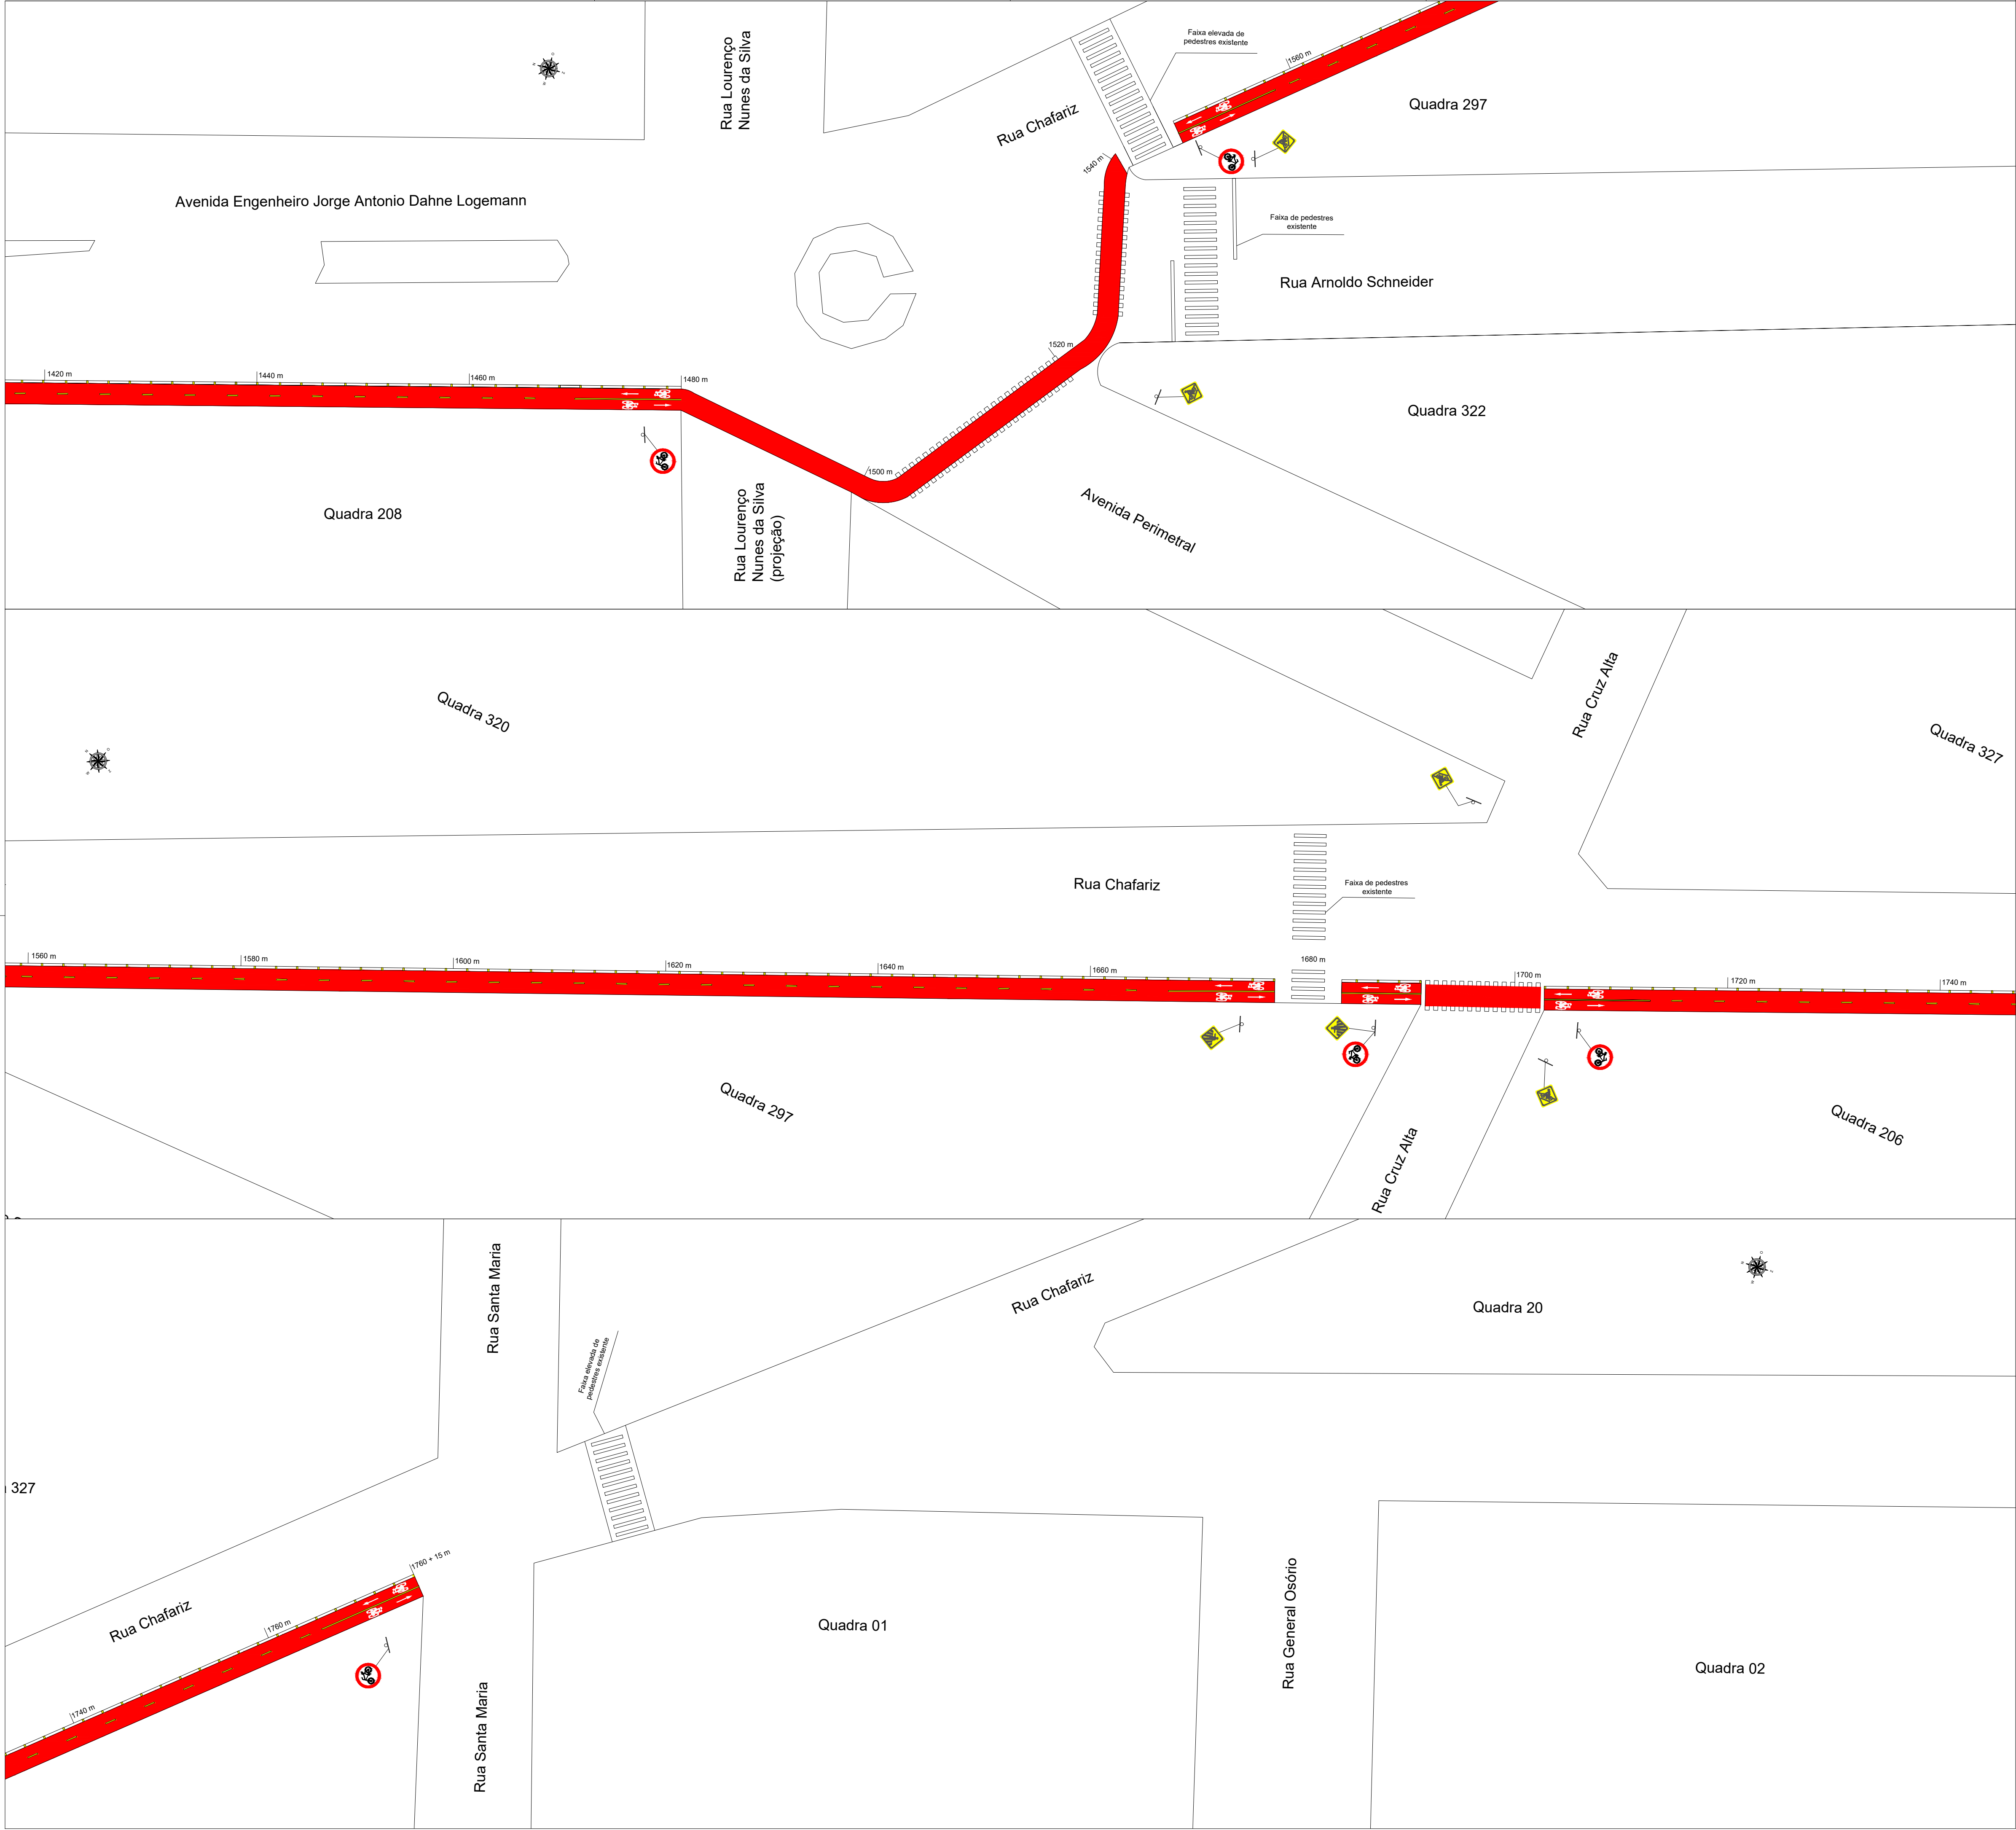 Rua Lourenço
Nunes da Silva
Faixa elevada de
pedestres existente
1560 m
Rua Chafariz
Quadra 297
1540 m
Avenida Engenheiro Jorge Antonio Dahne Logemann
Faixa de pedestres
existente
Rua Arnoldo Schneider
1420 m
1440 m
1460 m
1480 m
1520 m
Quadra 322
1500 m
Quadra 208
Rua Lourenço
Nunes da Silva
(projeção)
Avenida Perimetral
Quadra 320
Rua Cruz Alta
Quadra 327
Rua Chafariz
Faixa de pedestres
existente
1560 m
1580 m
1600 m
1620 m
1640 m
1660 m
1680 m
1700 m
1720 m
1740 m
Quadra 297
Rua Cruz Alta
Quadra 206
Rua Santa Maria
Rua Chafariz
Quadra 20
Faixa elevada de
pedestres existente
327
1760 + 15 m
Rua Chafariz
1760 m
1740 m
Quadra 01
Rua General Osório
Quadra 02
Rua Santa Maria